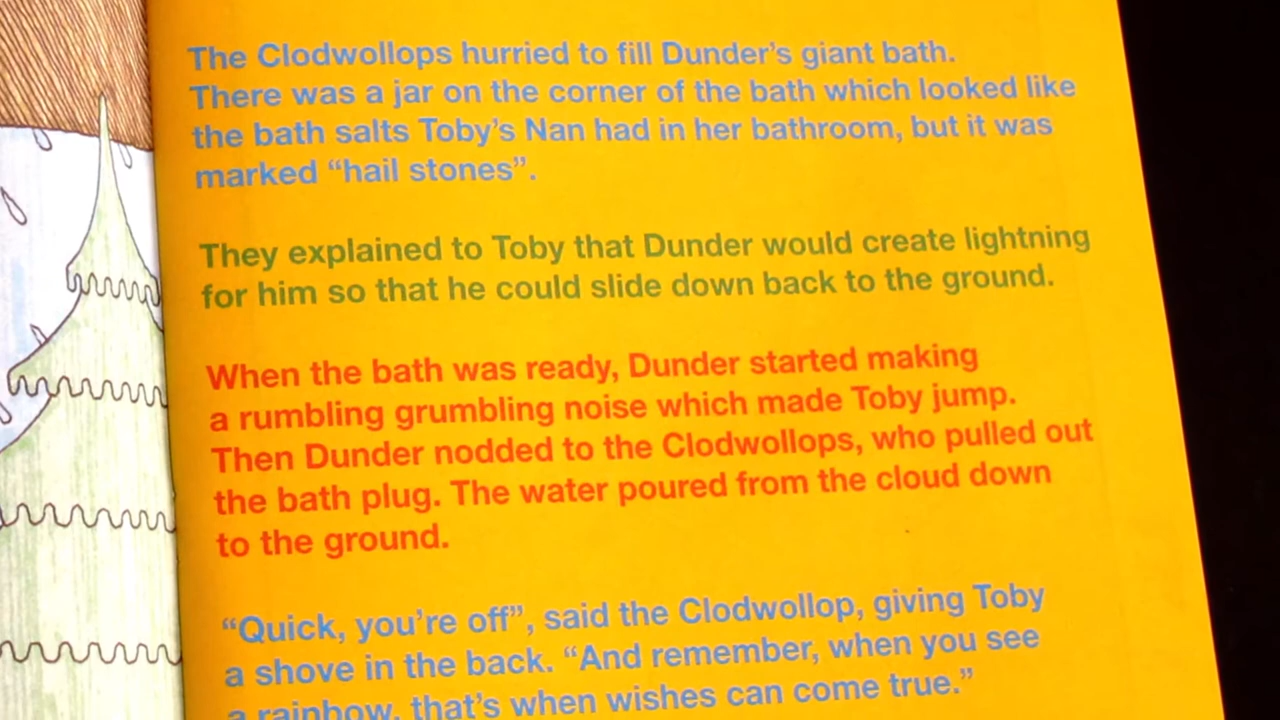 The Clodwollops hurried to fill Dunder's giant bath.
There was a jar on the corner of the bath which looked like
the bath salts Toby's Nan had in her bathroom, but it was
marked “hail stones”.
They explained to Toby that Dunder would create lightning
for him so that he could slide down back to the ground.
When the bath was ready, Dunder started making
a rumbling grumbling noise which made Toby jump.
Then Dunder nodded to the Clodwollops, who pulled out
the bath plug. The water poured from the cloud down
to the ground.
“Quick, you're off”, said the Clodwollop, giving Toby
a shove in the back. “And remember, when you see
a rainbow, that's when wishes can come true.”